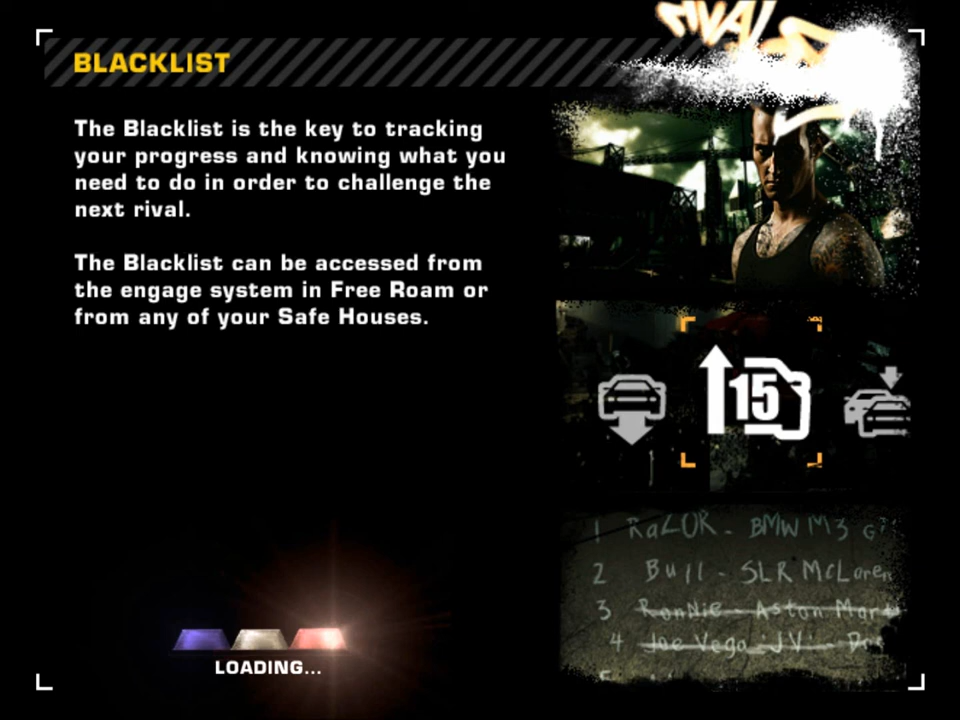 RIVAL
BLACKLIST
The Blacklist is the key to tracking
your progress and knowing what you
need to do in order to challenge the
next rival.
The Blacklist can be accessed from
the engage system in Free Roam or
from any of your Safe Houses.
15
1 RaZOR - BMW M3 G
2 Bull - SLR McLaren
3 Ronnie - Aston Mart
4 Joe Vega 'JV' -
5
LOADING...